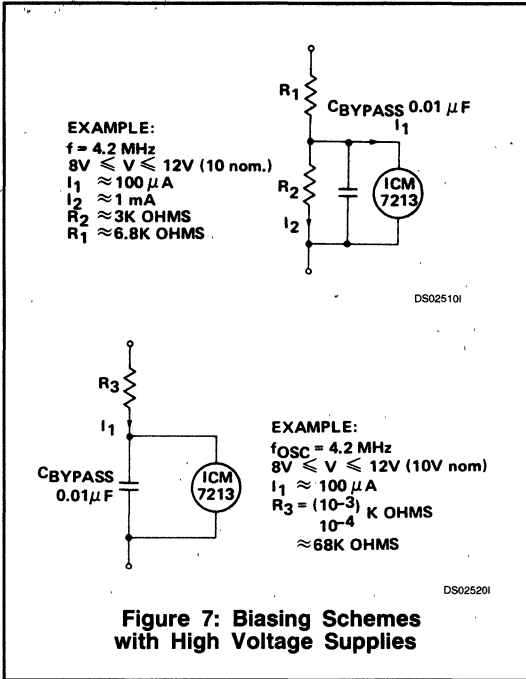 R1
CBYPASS 0.01 µF
I1
EXAMPLE:
f = 4.2 MHz
8V ≤ V ≤ 12V (10 nom.)
I1 ≈ 100 µA
I2 ≈ 1 mA
R2 ≈ 3K OHMS
R1 ≈ 6.8K OHMS
R2
I2
ICM
7213
DS02510I
R3
I1
CBYPASS
0.01µF
ICM
7213
EXAMPLE:
fOSC = 4.2 MHz
8V ≤ V ≤ 12V (10V nom)
I1 ≈ 100 µA
R3 = (10-3) K OHMS
10-4
≈ 68K OHMS
DS02520I
Figure 7: Biasing Schemes
with High Voltage Supplies